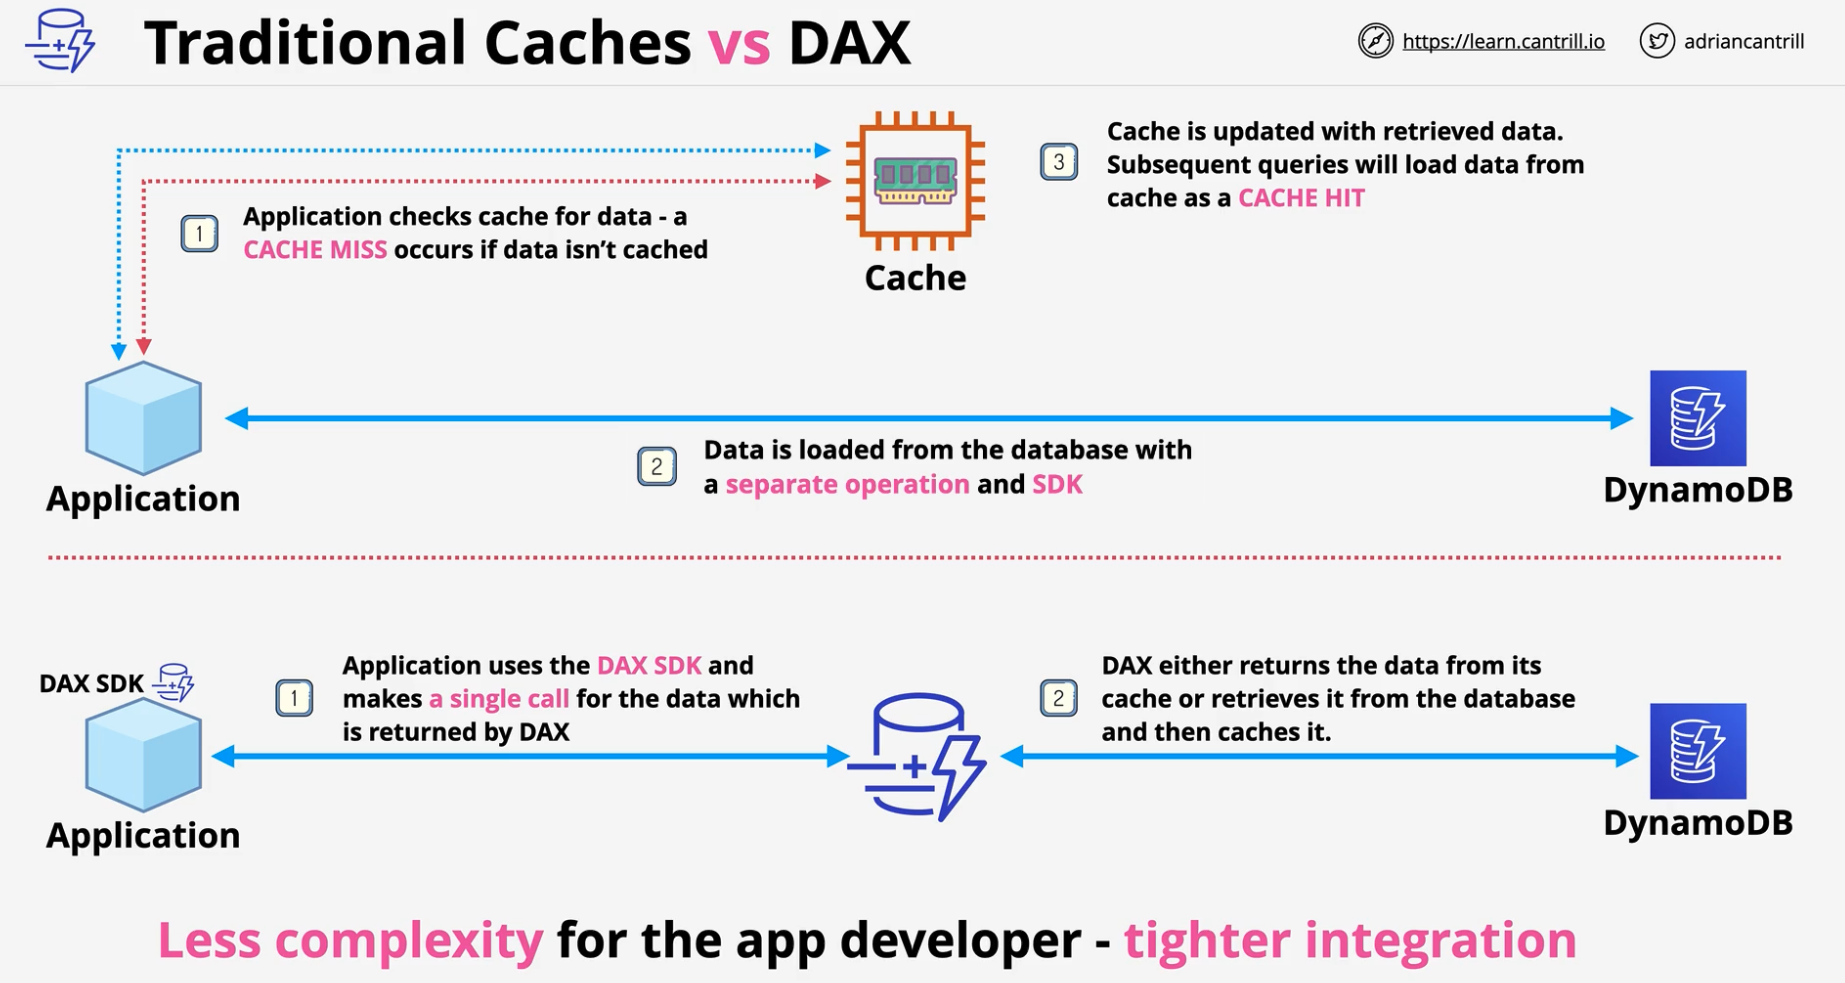 Traditional Caches vs DAX
https://learn.cantrill.io
adriancantrill
1
Application checks cache for data - a
CACHE MISS occurs if data isn't cached
Cache
3
Cache is updated with retrieved data.
Subsequent queries will load data from
cache as a CACHE HIT
Application
2
Data is loaded from the database with
a separate operation and SDK
DynamoDB
DAX SDK
Application
1
Application uses the DAX SDK and
makes a single call for the data which
is returned by DAX
2
DAX either returns the data from its
cache or retrieves it from the database
and then caches it.
DynamoDB
Less complexity for the app developer - tighter integration